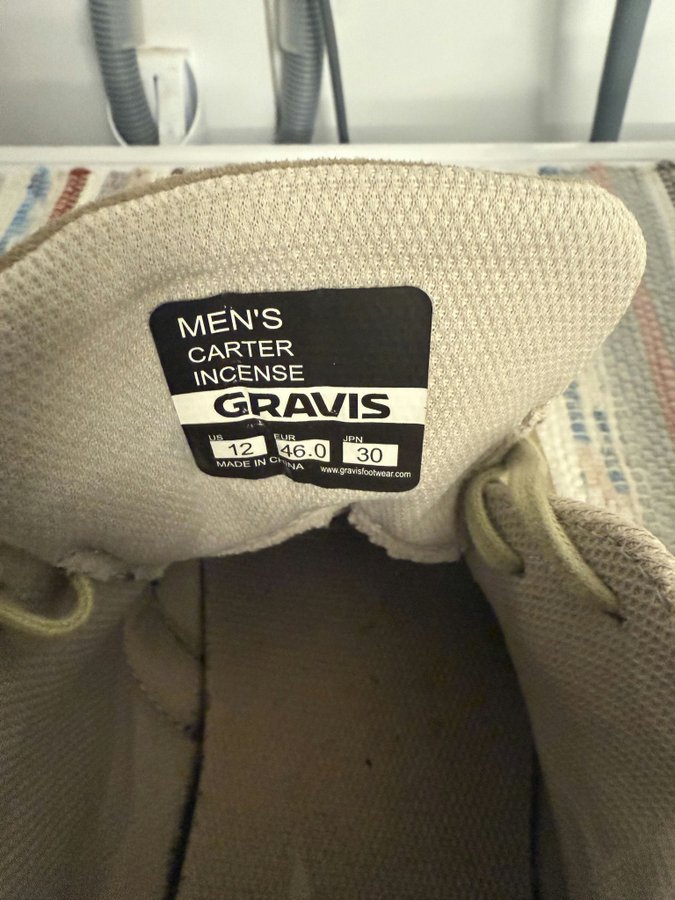 MEN'S
CARTER
INCENSE
GRAVIS
US EUR JPN
12 46.0 30
MADE IN CHINA www.gravisfootwear.com